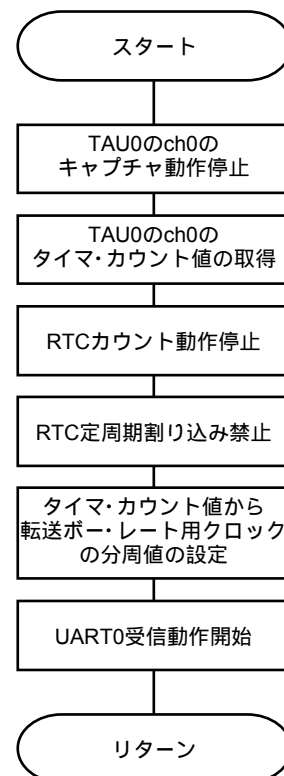 スタート
TAU0のch0の
キャプチャ動作停止
TAU0のch0の
タイマ・カウント値の取得
RTCカウント動作停止
RTC定周期割り込み禁止
タイマ・カウント値から
転送ボー・レート用クロック
の分周値の設定
UART0受信動作開始
リターン